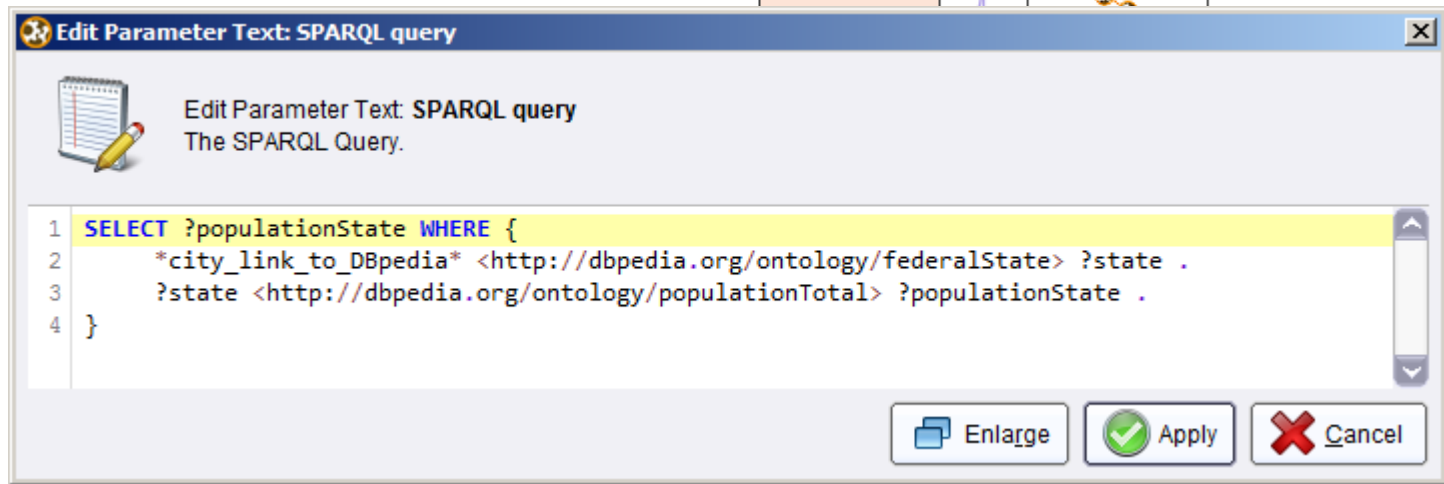 Edit Parameter Text: SPARQL query
Edit Parameter Text: SPARQL query
The SPARQL Query.
1 SELECT ?populationState WHERE {
2 *city_link_to_DBpedia* <http://dbpedia.org/ontology/federalState> ?state .
3 ?state <http://dbpedia.org/ontology/populationTotal> ?populationState .
4 }
Enlarge Apply Cancel